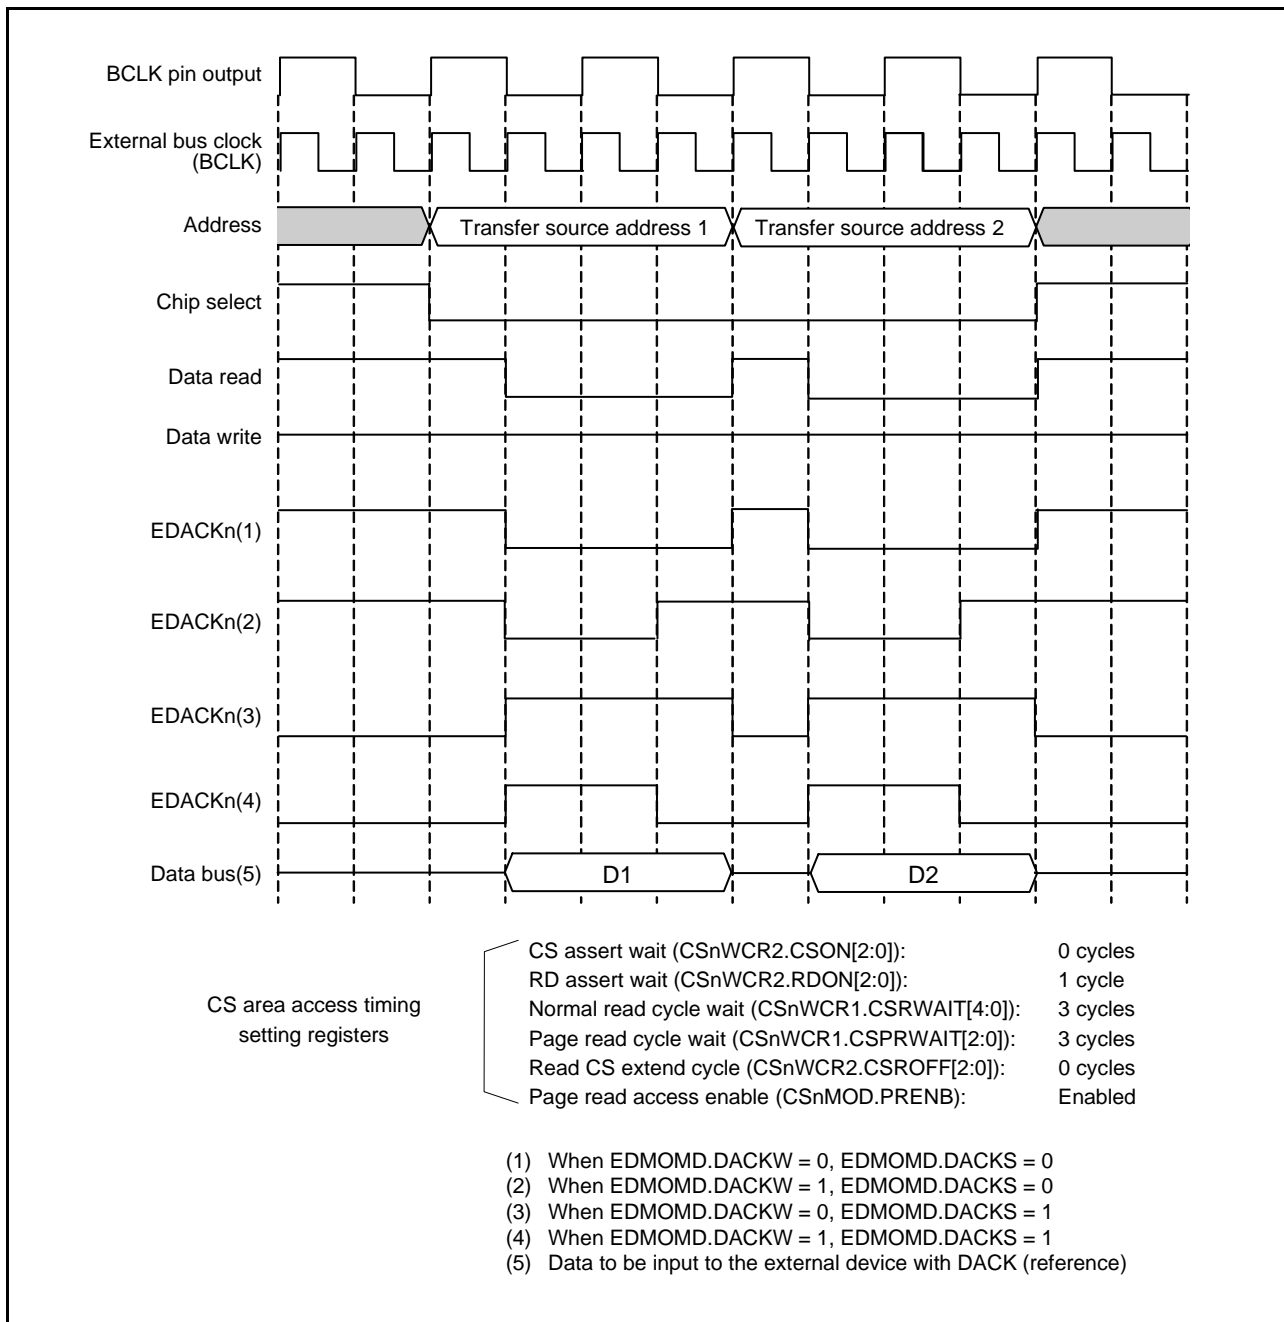 BCLK pin output
External bus clock
(BCLK)
Address
Transfer source address 1
Transfer source address 2
Chip select
Data read
Data write
EDACKn(1)
EDACKn(2)
EDACKn(3)
EDACKn(4)
Data bus(5)
D1
D2
CS area access timing
setting registers
CS assert wait (CSnWCR2.CSON[2:0]): 0 cycles
RD assert wait (CSnWCR2.RDON[2:0]): 1 cycle
Normal read cycle wait (CSnWCR1.CSRWAIT[4:0]): 3 cycles
Page read cycle wait (CSnWCR1.CSPRWAIT[2:0]): 3 cycles
Read CS extend cycle (CSnWCR2.CSROFF[2:0]): 0 cycles
Page read access enable (CSnMOD.PRENB): Enabled
(1) When EDMOMD.DACKW = 0, EDMOMD.DACKS = 0
(2) When EDMOMD.DACKW = 1, EDMOMD.DACKS = 0
(3) When EDMOMD.DACKW = 0, EDMOMD.DACKS = 1
(4) When EDMOMD.DACKW = 1, EDMOMD.DACKS = 1
(5) Data to be input to the external device with DACK (reference)